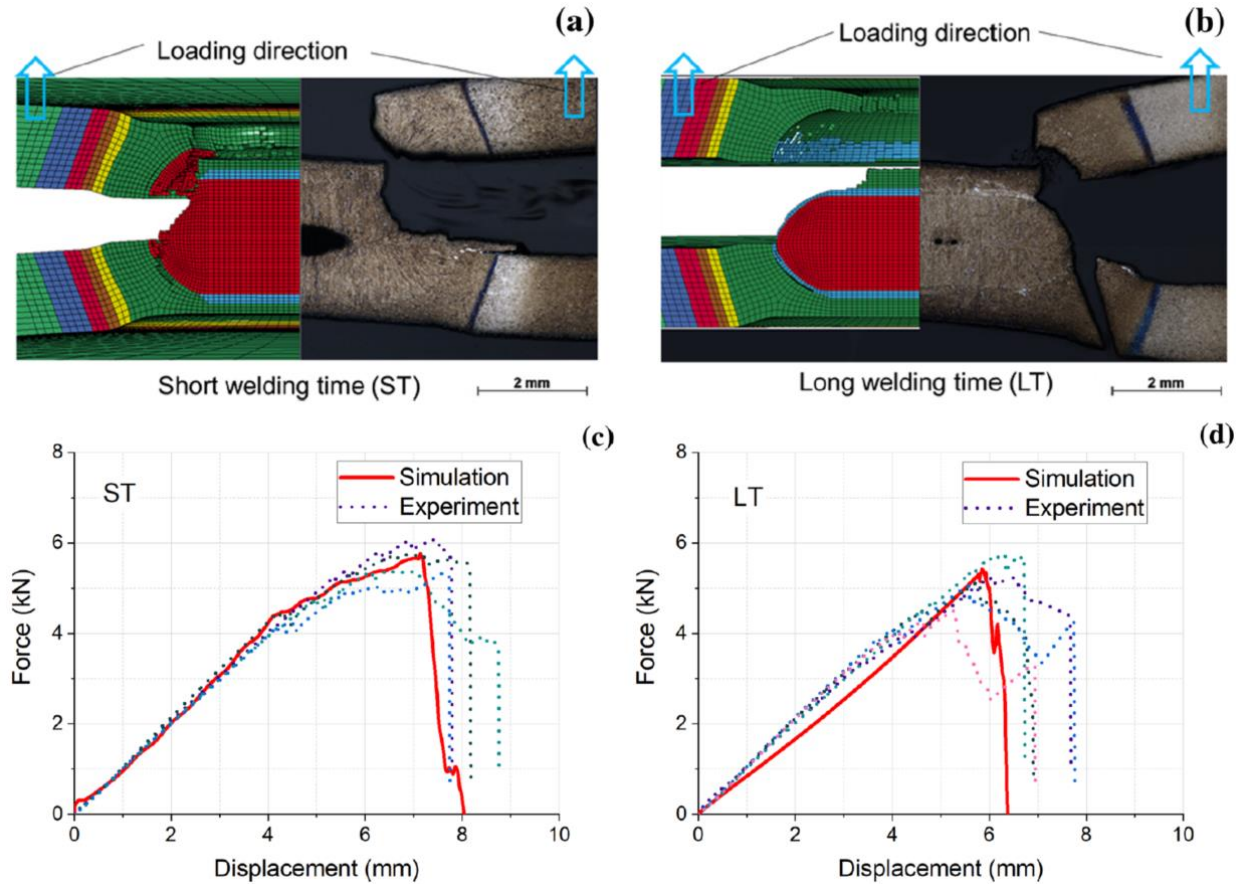 (a)
Loading direction
Short welding time (ST)
2 mm
(b)
Loading direction
Long welding time (LT)
2 mm
(c)
8
6
4
2
0
Force (kN)
ST
Simulation
Experiment
0 2 4 6 8 10
Displacement (mm)
(d)
8
6
4
2
0
Force (kN)
LT
Simulation
Experiment
0 2 4 6 8 10
Displacement (mm)